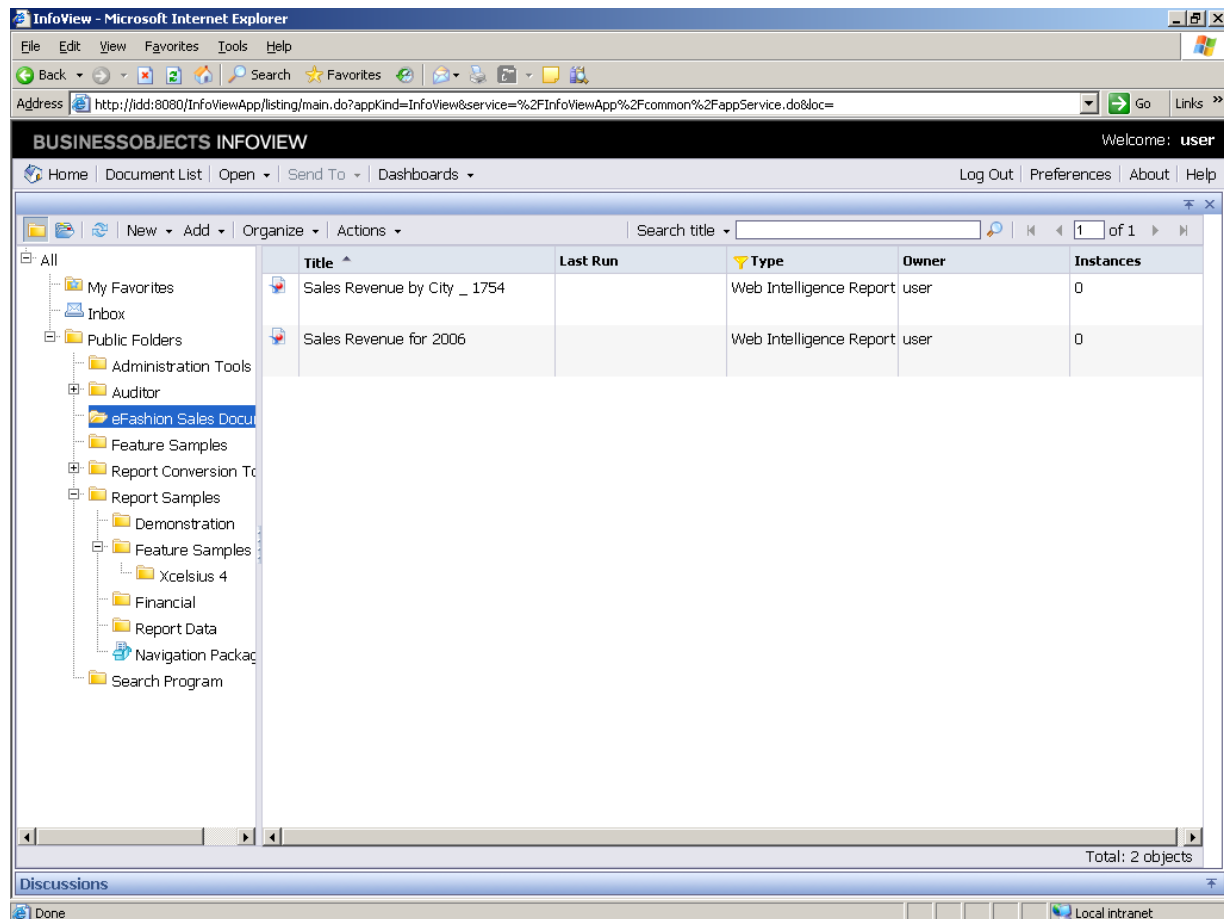 InfoView - Microsoft Internet Explorer
File Edit View Favorites Tools Help
Back Search Favorites
Address http://idd:8080/InfoViewApp/listing/main.do?appKind=InfoView&service=%2FInfoViewApp%2Fcommon%2FappService.do&loc= Go Links »
BUSINESSOBJECTS INFOVIEW Welcome: user
Home Document List Open Send To Dashboards Log Out Preferences About Help
New Add Organize Actions Search title 1 of 1
All
Title Last Run Type Owner Instances
My Favorites
Sales Revenue by City _ 1754 Web Intelligence Report user 0
Inbox
Public Folders
Sales Revenue for 2006 Web Intelligence Report user 0
Administration Tools
Auditor
eFashion Sales Docu
Feature Samples
Report Conversion To
Report Samples
Demonstration
Feature Samples
Xcelsius 4
Financial
Report Data
Navigation Packag
Search Program
Total: 2 objects
Discussions
Done Local intranet